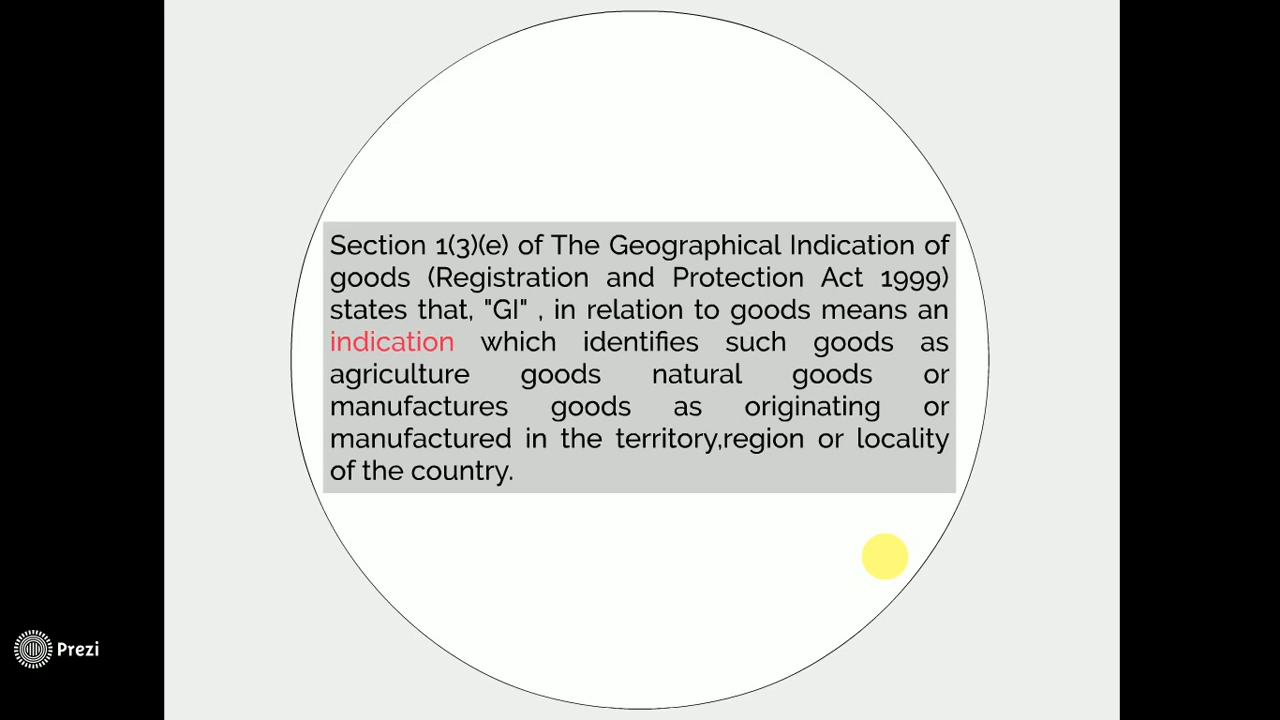 Section 1(3)(e) of The Geographical Indication of
goods (Registration and Protection Act 1999)
states that, "GI" , in relation to goods means an
indication which identifies such goods as
agriculture goods natural goods or
manufactures goods as originating or
manufactured in the territory,region or locality
of the country.
Prezi